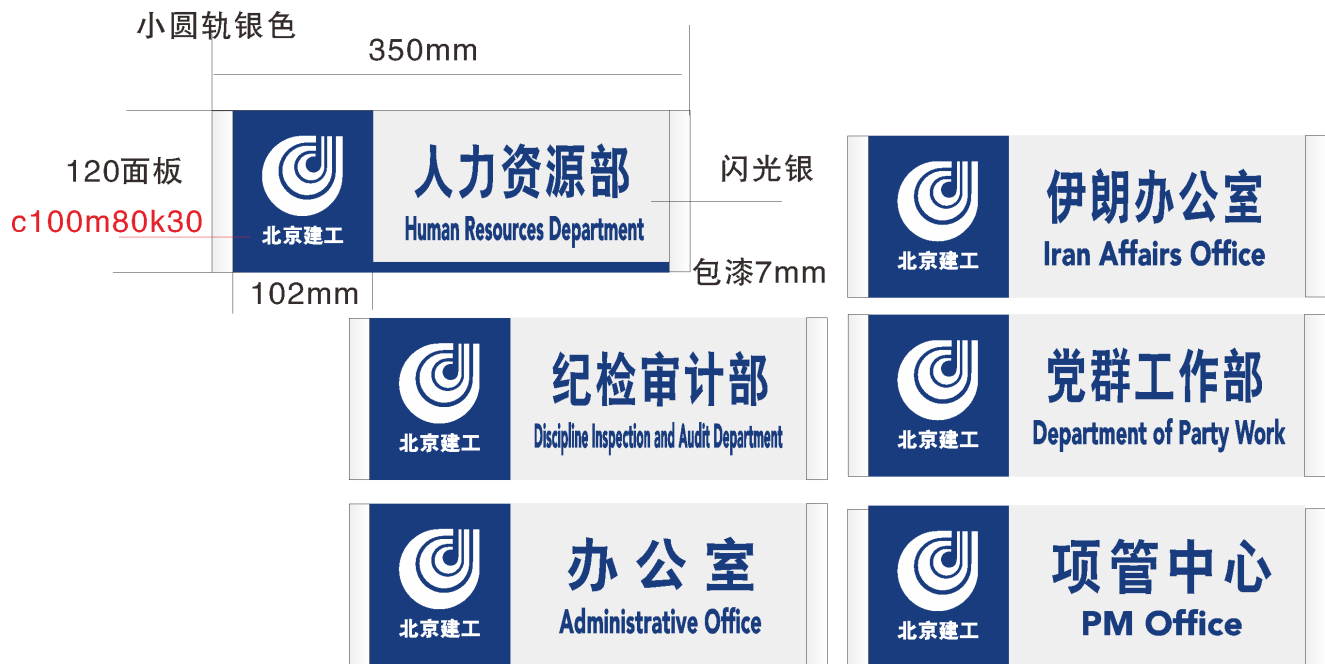 小圆轨银色
350mm
120面板
c100m80k30
北京建工
人力资源部
Human Resources Department
闪光银
包漆7mm
102mm
北京建工
伊朗办公室
Iran Affairs Office
北京建工
纪检审计部
Discipline Inspection and Audit Department
北京建工
党群工作部
Department of Party Work
北京建工
办公室
Administrative Office
北京建工
项管中心
PM Office